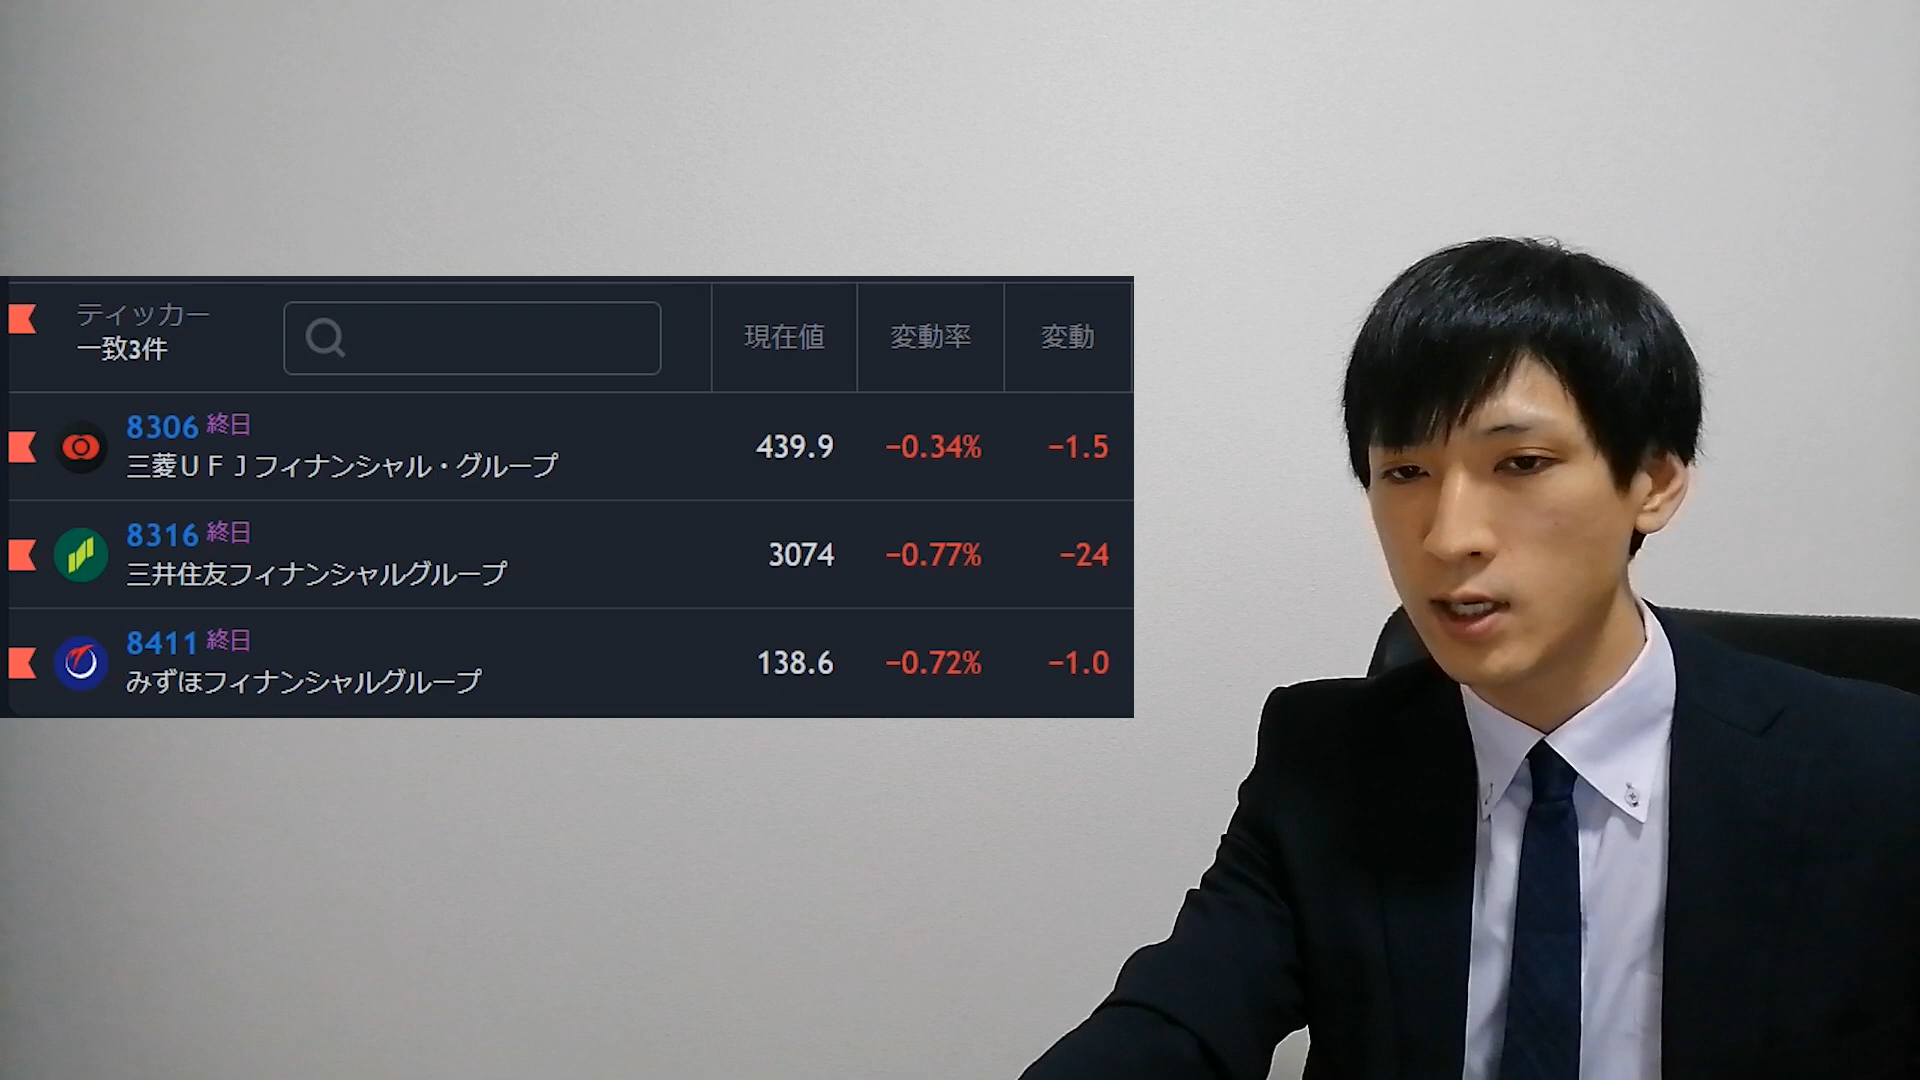 ティッカー
一致3件
現在値 変動率 変動
8306 終日
三菱ＵＦＪフィナンシャル・グループ
439.9 −0.34% −1.5
8316 終日
三井住友フィナンシャルグループ
3074 −0.77% −24
8411 終日
みずほフィナンシャルグループ
138.6 −0.72% −1.0